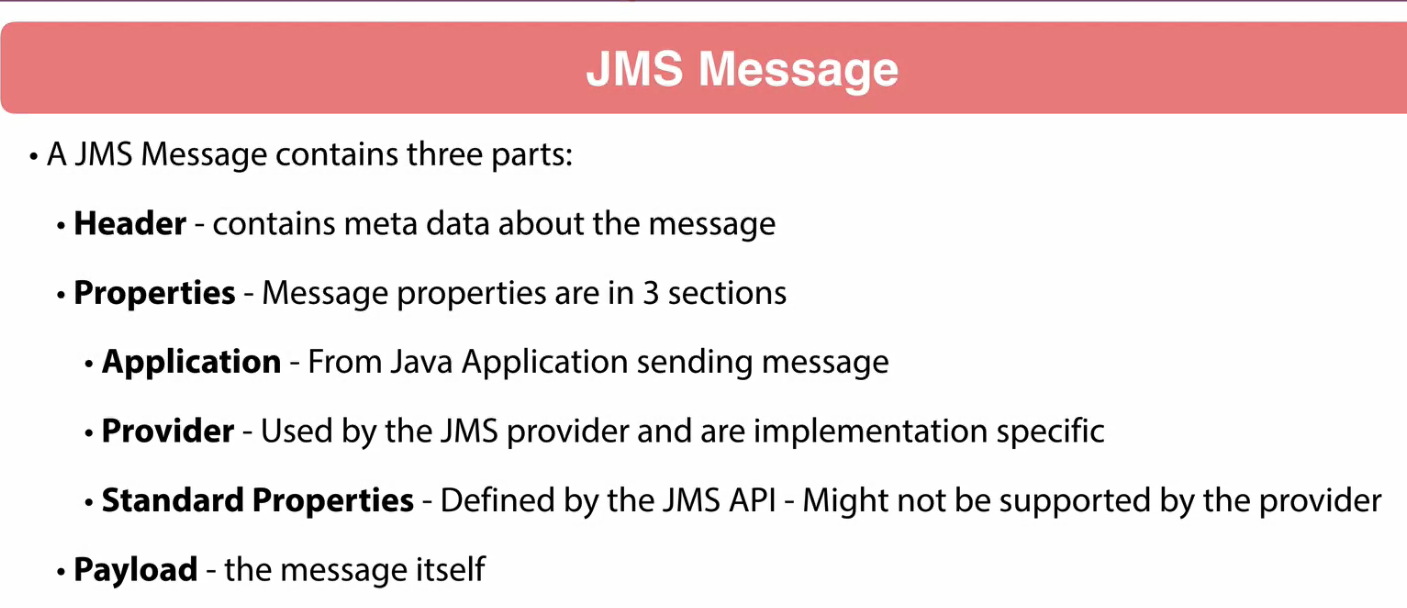 JMS Message
• A JMS Message contains three parts:
• Header - contains meta data about the message
• Properties - Message properties are in 3 sections
• Application - From Java Application sending message
• Provider - Used by the JMS provider and are implementation specific
• Standard Properties - Defined by the JMS API - Might not be supported by the provider
• Payload - the message itself